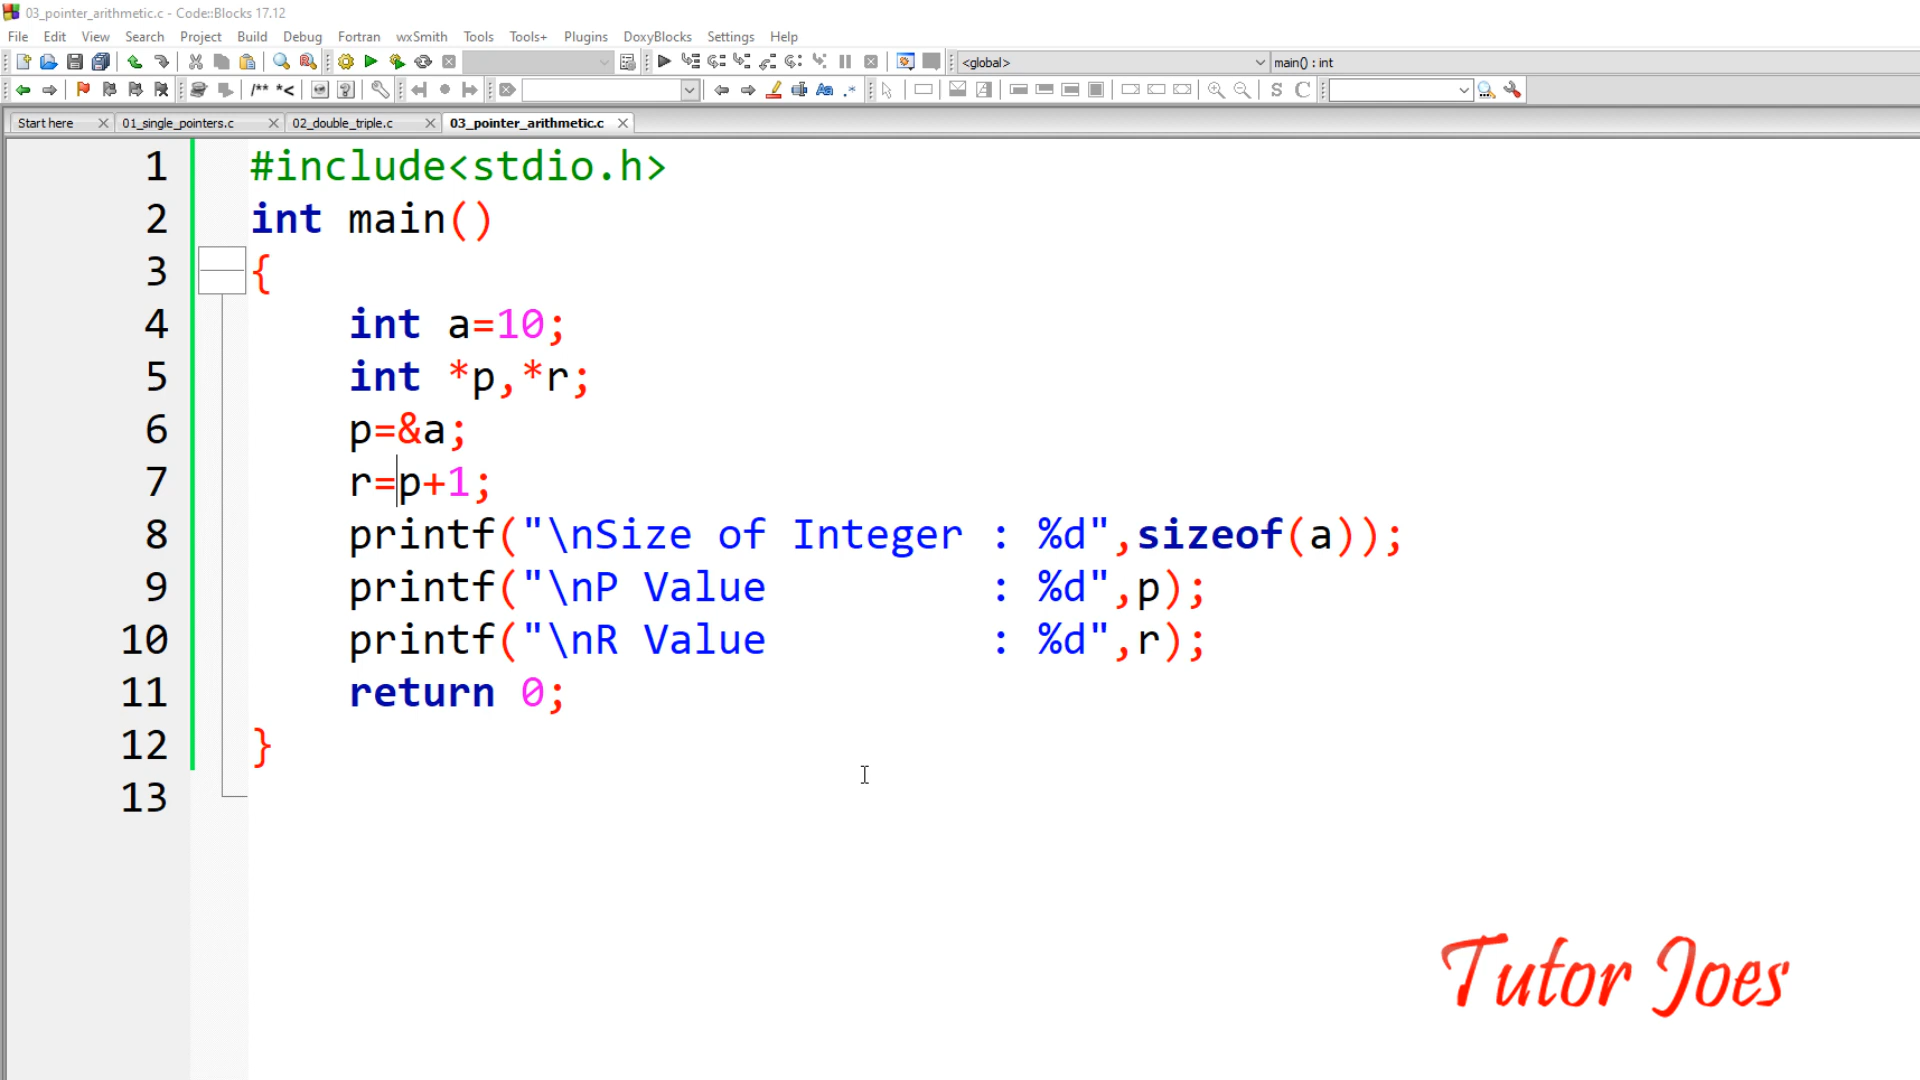 03_pointer_arithmetic.c - Code::Blocks 17.12
File Edit View Search Project Build Debug Fortran wxSmith Tools Tools+ Plugins DoxyBlocks Settings Help
<global> main() : int
/** *<
S C
Start here 01_single_pointers.c 02_double_triple.c 03_pointer_arithmetic.c
1 #include<stdio.h>
2 int main()
3 {
4 int a=10;
5 int *p,*r;
6 p=&a;
7 r=p+1;
8 printf("\nSize of Integer : %d",sizeof(a));
9 printf("\nP Value : %d",p);
10 printf("\nR Value : %d",r);
11 return 0;
12 }
13
Tutor Joes